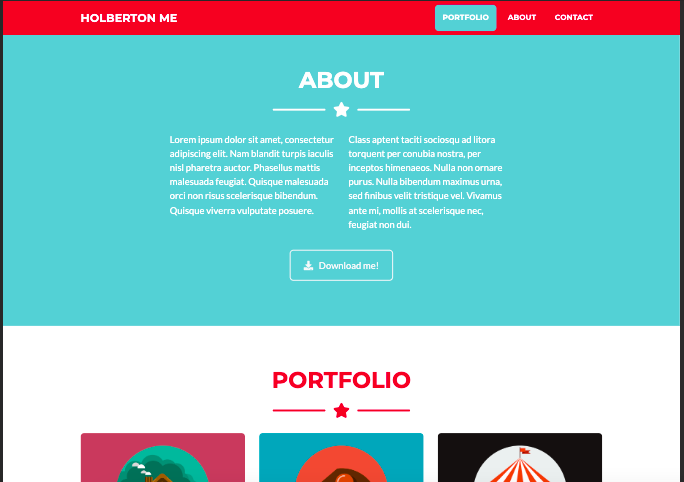 HOLBERTON ME
PORTFOLIO ABOUT CONTACT
ABOUT
Lorem ipsum dolor sit amet, consectetur
adipiscing elit. Nam blandit turpis iaculis
nisl pharetra auctor. Phasellus mattis
malesuada feugiat. Quisque malesuada
orci non risus scelerisque bibendum.
Quisque viverra vulputate posuere.
Class aptent taciti sociosqu ad litora
torquent per conubia nostra, per
inceptos himenaeos. Nulla non ornare
purus. Nulla bibendum maximus urna,
sed finibus velit tristique vel. Vivamus
ante mi, mollis at scelerisque nec,
feugiat non dui.
Download me!
PORTFOLIO